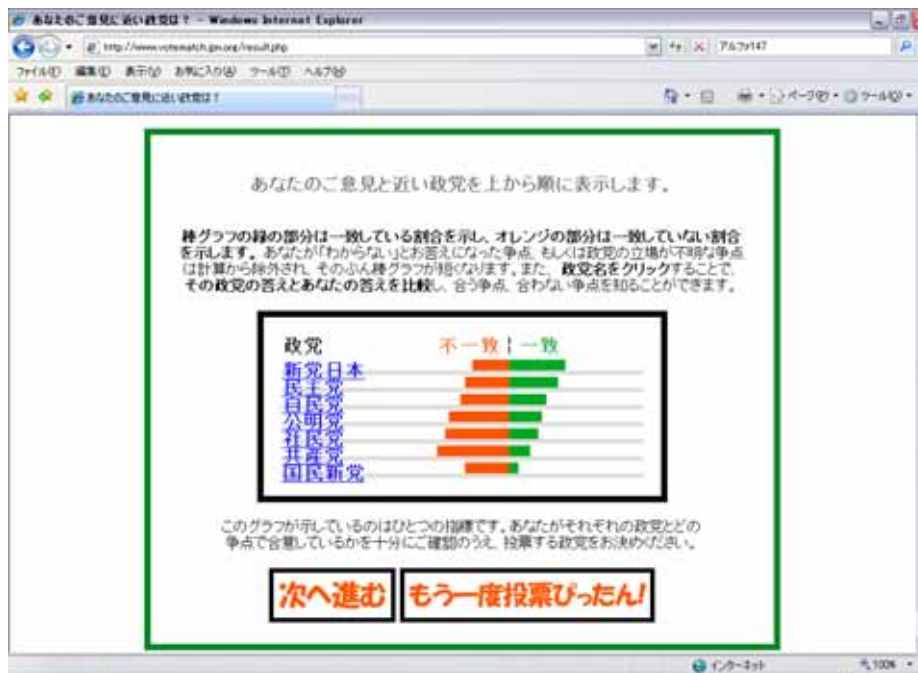 あなたのご意見に近い政党は? - Windows Internet Explorer
ファイル(F) 編集(E) 表示(V) お気に入り(A) ツール(T) ヘルプ(H)
あなたのご意見に近い政党は?
ページ(P) ツール(O)
あなたのご意見と近い政党を上から順に表示します。
棒グラフの緑の部分は一致している割合を示し、オレンジの部分は一致していない割合
を示します。あなたが「わからない」とお答えになった争点、もしくは政党の立場が不明な争点
は計算から除外され、そのぶん棒グラフが短くなります。また、政党名をクリックすることで、
その政党の答えとあなたの答えを比較し、合う争点、合わない争点を知ることができます。
政党 不一致 ¦ 一致
新党日本
民主党
自民党
公明党
社民党
共産党
国民新党
このグラフが示しているのはひとつの指標です。あなたがそれぞれの政党とどの
争点で合意しているかを十分にご確認のうえ、投票する政党をお決めください。
次へ進む もう一度投票ぴったん!
インターネット 100%